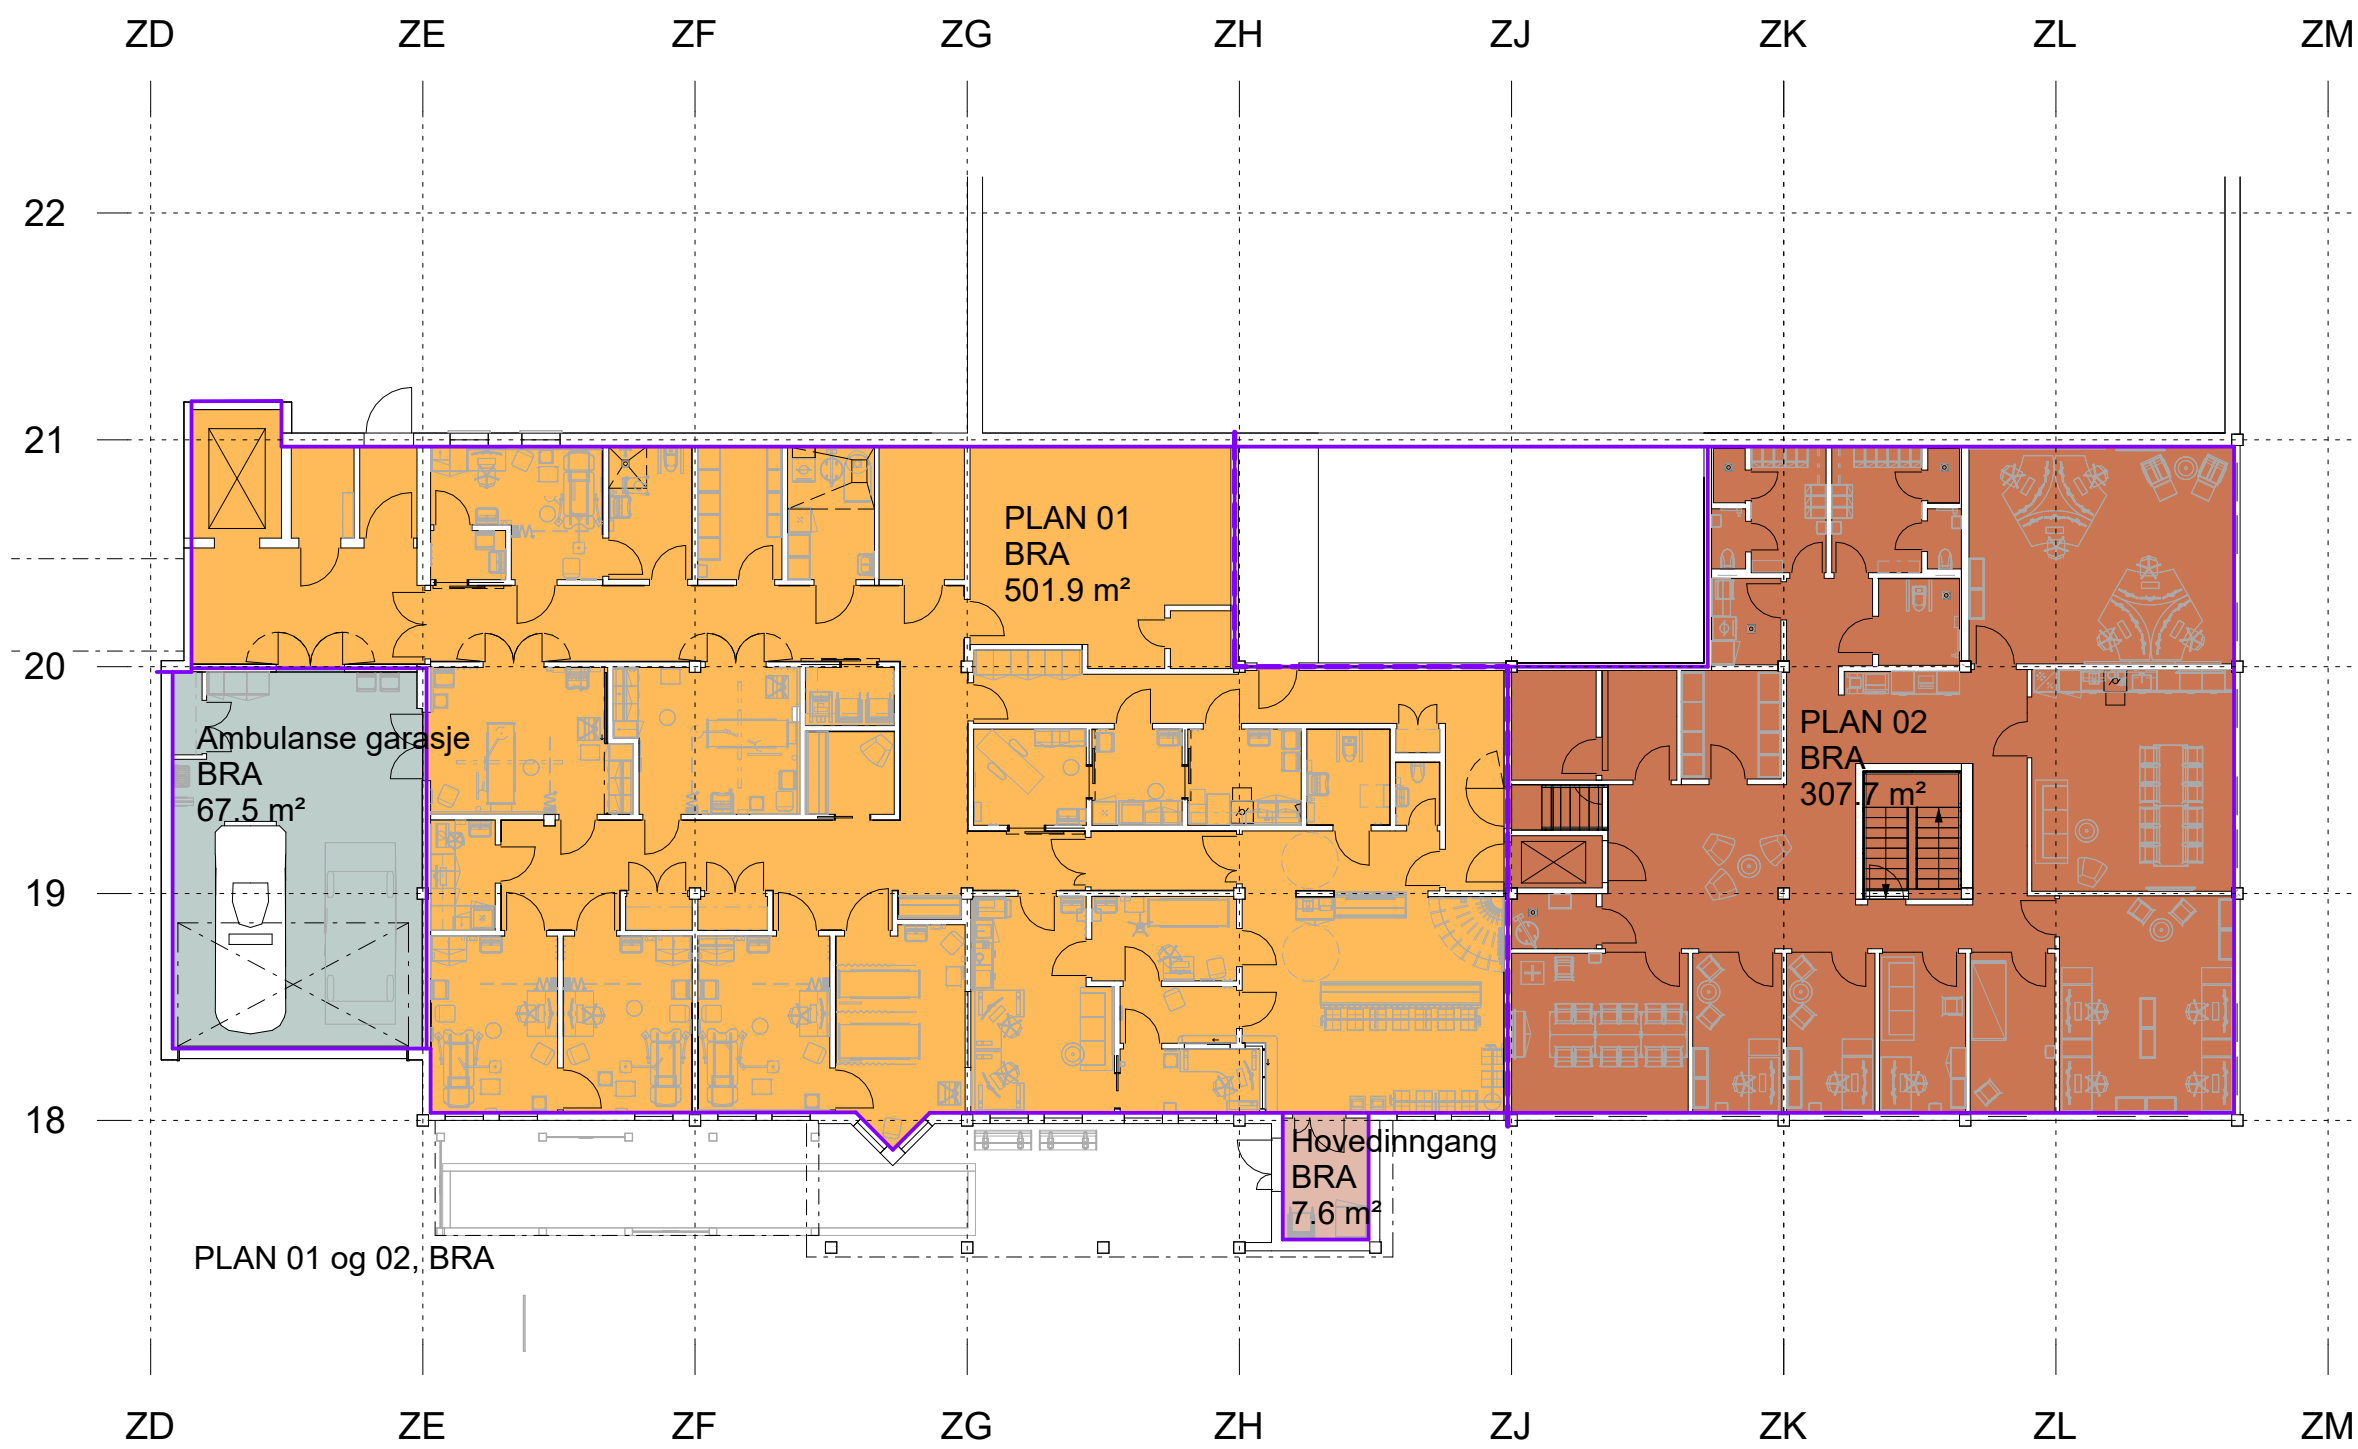 ZD ZE ZF ZG ZH ZJ ZK ZL ZM
22
21
PLAN 01
BRA
501.9 m²
20
Ambulanse garasje
BRA
67.5 m²
PLAN 02
BRA
307.7 m²
19
18
Hovedinngang
BRA
7.6 m²
PLAN 01 og 02, BRA
ZD ZE ZF ZG ZH ZJ ZK ZL ZM